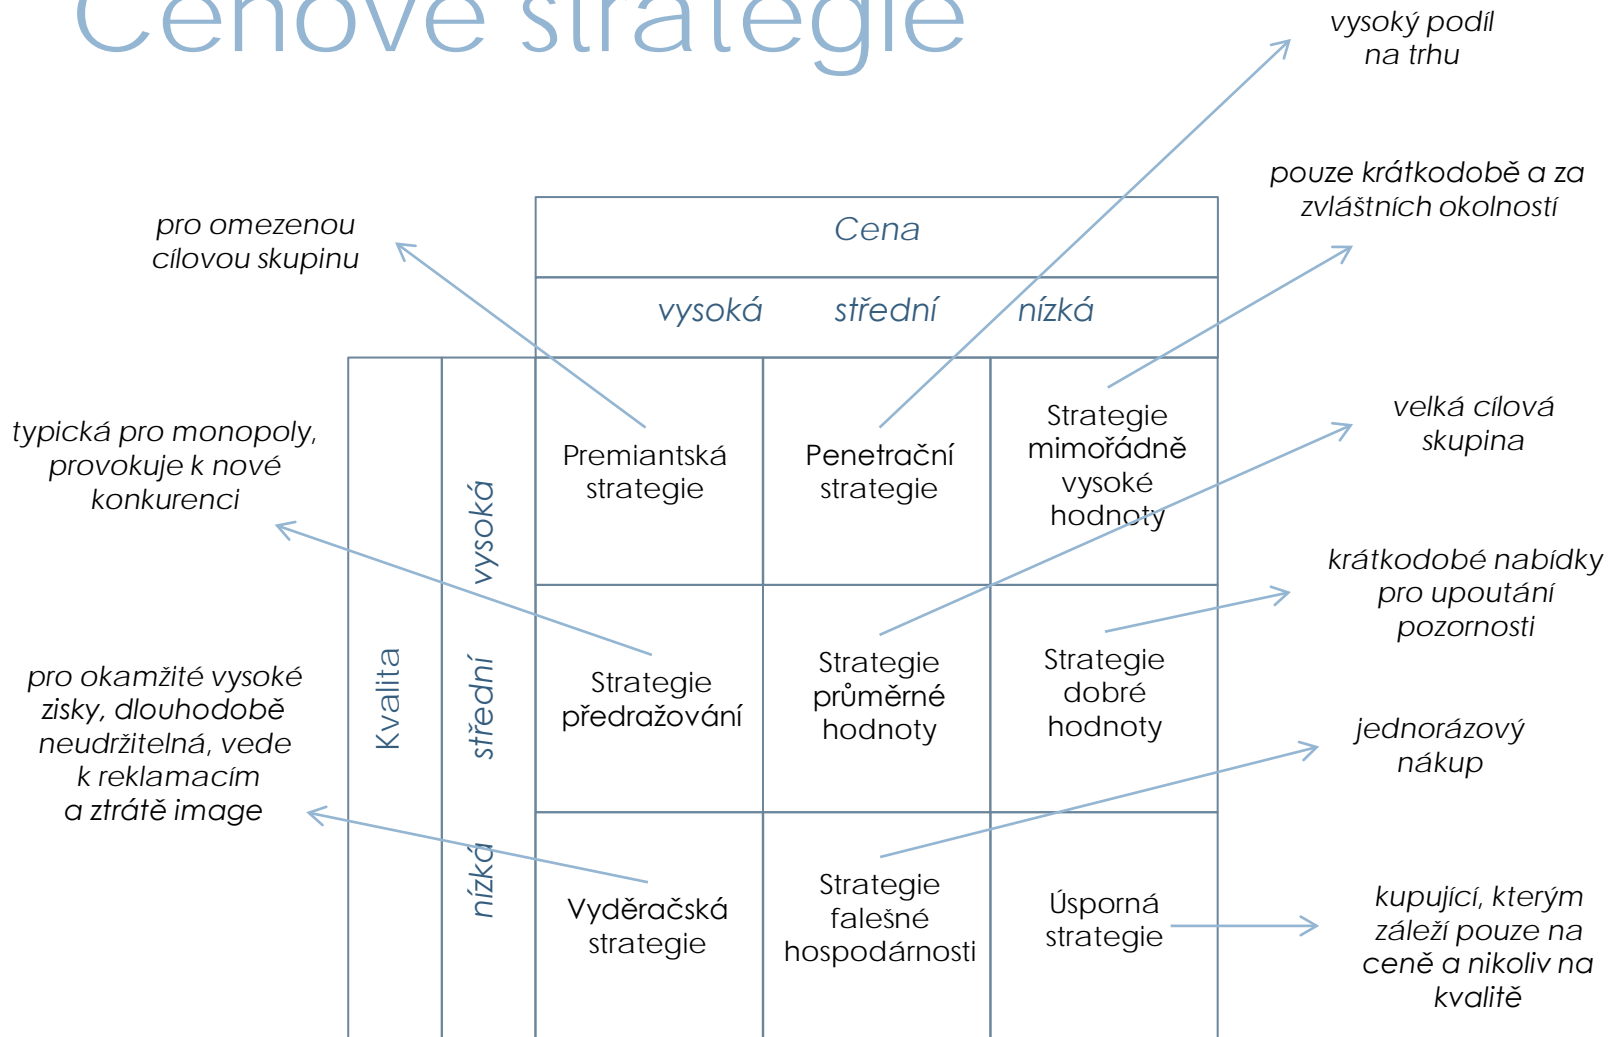 Cenové strategie
vysoký podíl
na trhu
pouze krátkodobě a za
zvláštních okolností
pro omezenou
cílovou skupinu
Cena
vysoká střední nízká
typická pro monopoly,
provokuje k nové
konkurenci
velká cílová
skupina
Premiantská
strategie
Penetrační
strategie
Strategie
mimořádně
vysoké
hodnoty
krátkodobé nabídky
pro upoutání
pozornosti
Kvalita
vysoká
střední
nízká
Strategie
předražování
Strategie
průměrné
hodnoty
Strategie
dobré
hodnoty
pro okamžité vysoké
zisky, dlouhodobě
neudržitelná, vede
k reklamacím
a ztrátě image
jednorázový
nákup
Vyděračská
strategie
Strategie
falešné
hospodárnosti
Úsporná
strategie
kupující, kterým
záleží pouze na
ceně a nikoliv na
kvalitě